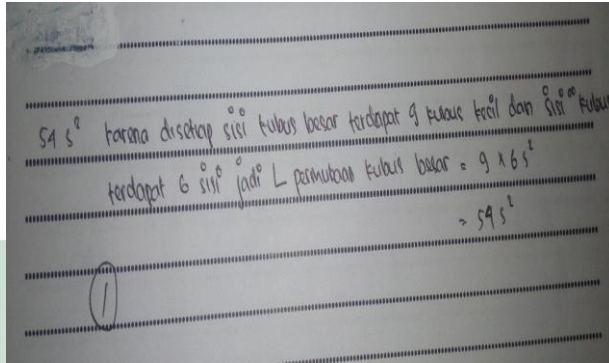 54 s² karena disetiap sisi kubus besar terdapat 9 kubus kecil dan sisi² kubus
terdapat 6 sisi jadi L permukaan kubus besar = 9 x 6 s²
= 54 s²
1